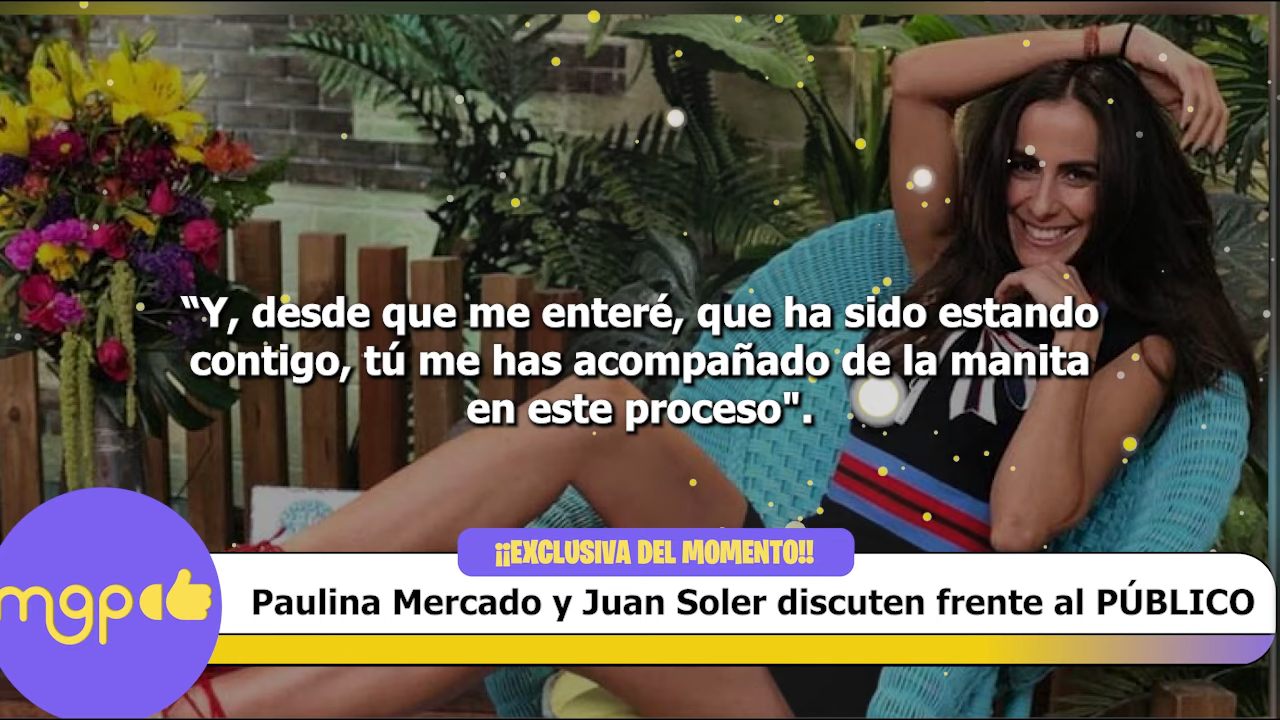 “Y, desde que me enteré, que ha sido estando
contigo, tú me has acompañado de la manita
en este proceso".
¡¡EXCLUSIVA DEL MOMENTO!!
mgp
Paulina Mercado y Juan Soler discuten frente al PÚBLICO